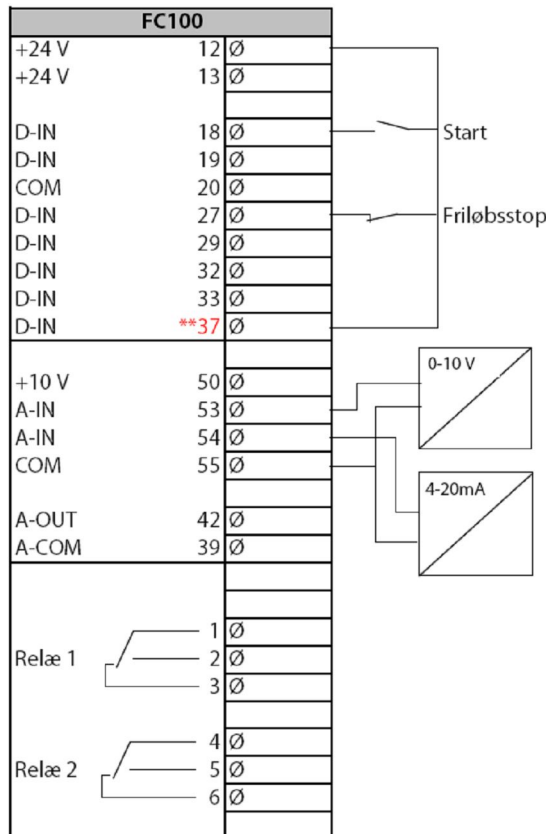 FC100
+24 V 12 Ø
+24 V 13 Ø
D-IN 18 Ø Start
D-IN 19 Ø
COM 20 Ø
D-IN 27 Ø Friløbsstop
D-IN 29 Ø
D-IN 32 Ø
D-IN 33 Ø
D-IN **37 Ø
0-10 V
+10 V 50 Ø
A-IN 53 Ø
A-IN 54 Ø
COM 55 Ø
4-20mA
A-OUT 42 Ø
A-COM 39 Ø
1 Ø
Relæ 1 2 Ø
3 Ø
4 Ø
Relæ 2 5 Ø
6 Ø